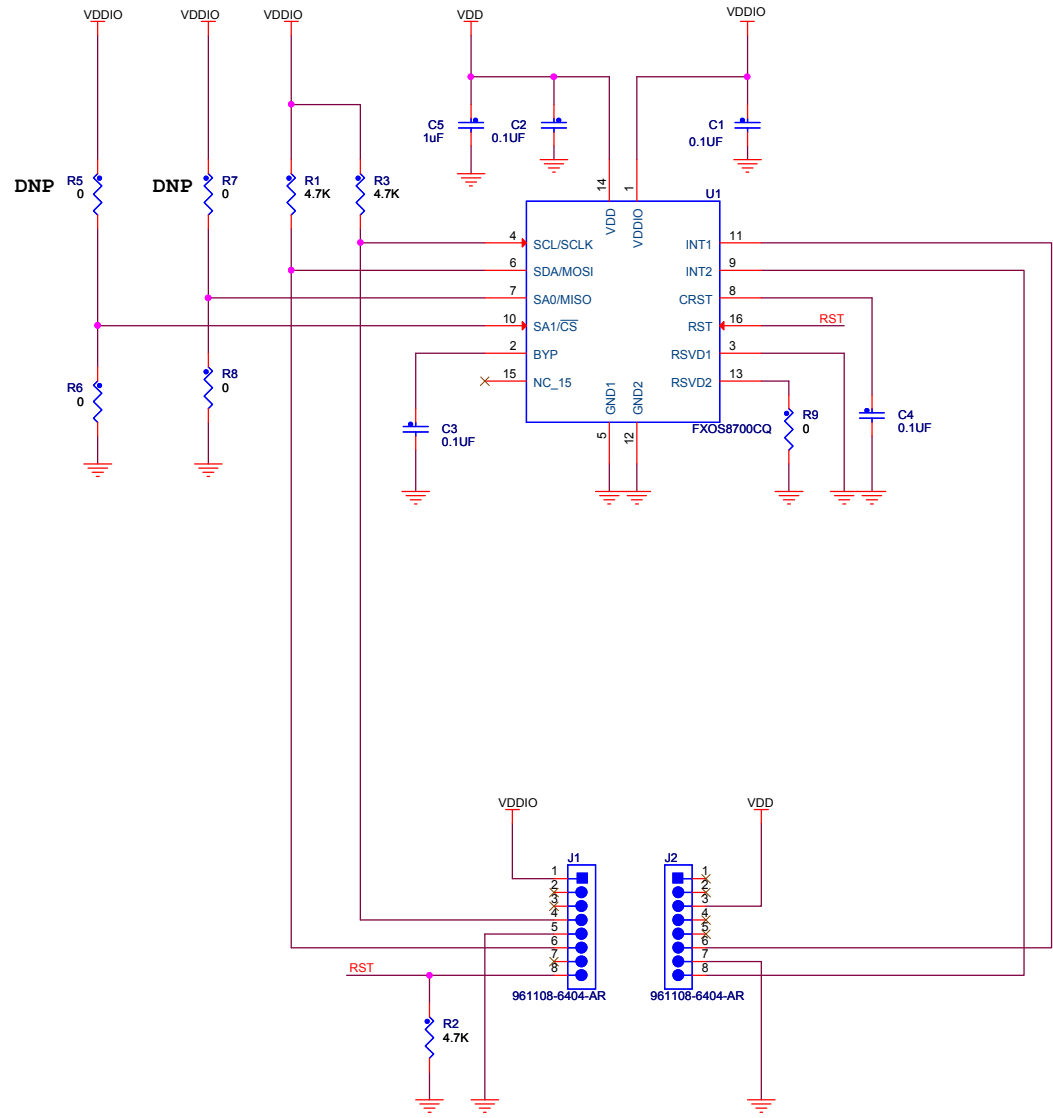 VDDIO
VDDIO
VDDIO
VDD
VDDIO
C5
1uF
C2
0.1UF
C1
0.1UF
DNP
R5
0
DNP
R7
0
R1
4.7K
R3
4.7K
14
1
U1
VDD
VDDIO
4
SCL/SCLK
INT1
11
6
SDA/MOSI
INT2
9
7
SA0/MISO
CRST
8
10
SA1/CS
RST
16
RST
2
BYP
RSVD1
3
15
NC_15
RSVD2
13
GND1
GND2
5
12
FXOS8700CQ
R6
0
R8
0
C3
0.1UF
R9
0
C4
0.1UF
VDDIO
VDD
J1
J2
1
2
3
4
5
6
7
8
1
2
3
4
5
6
7
8
RST
961108-6404-AR
961108-6404-AR
R2
4.7K